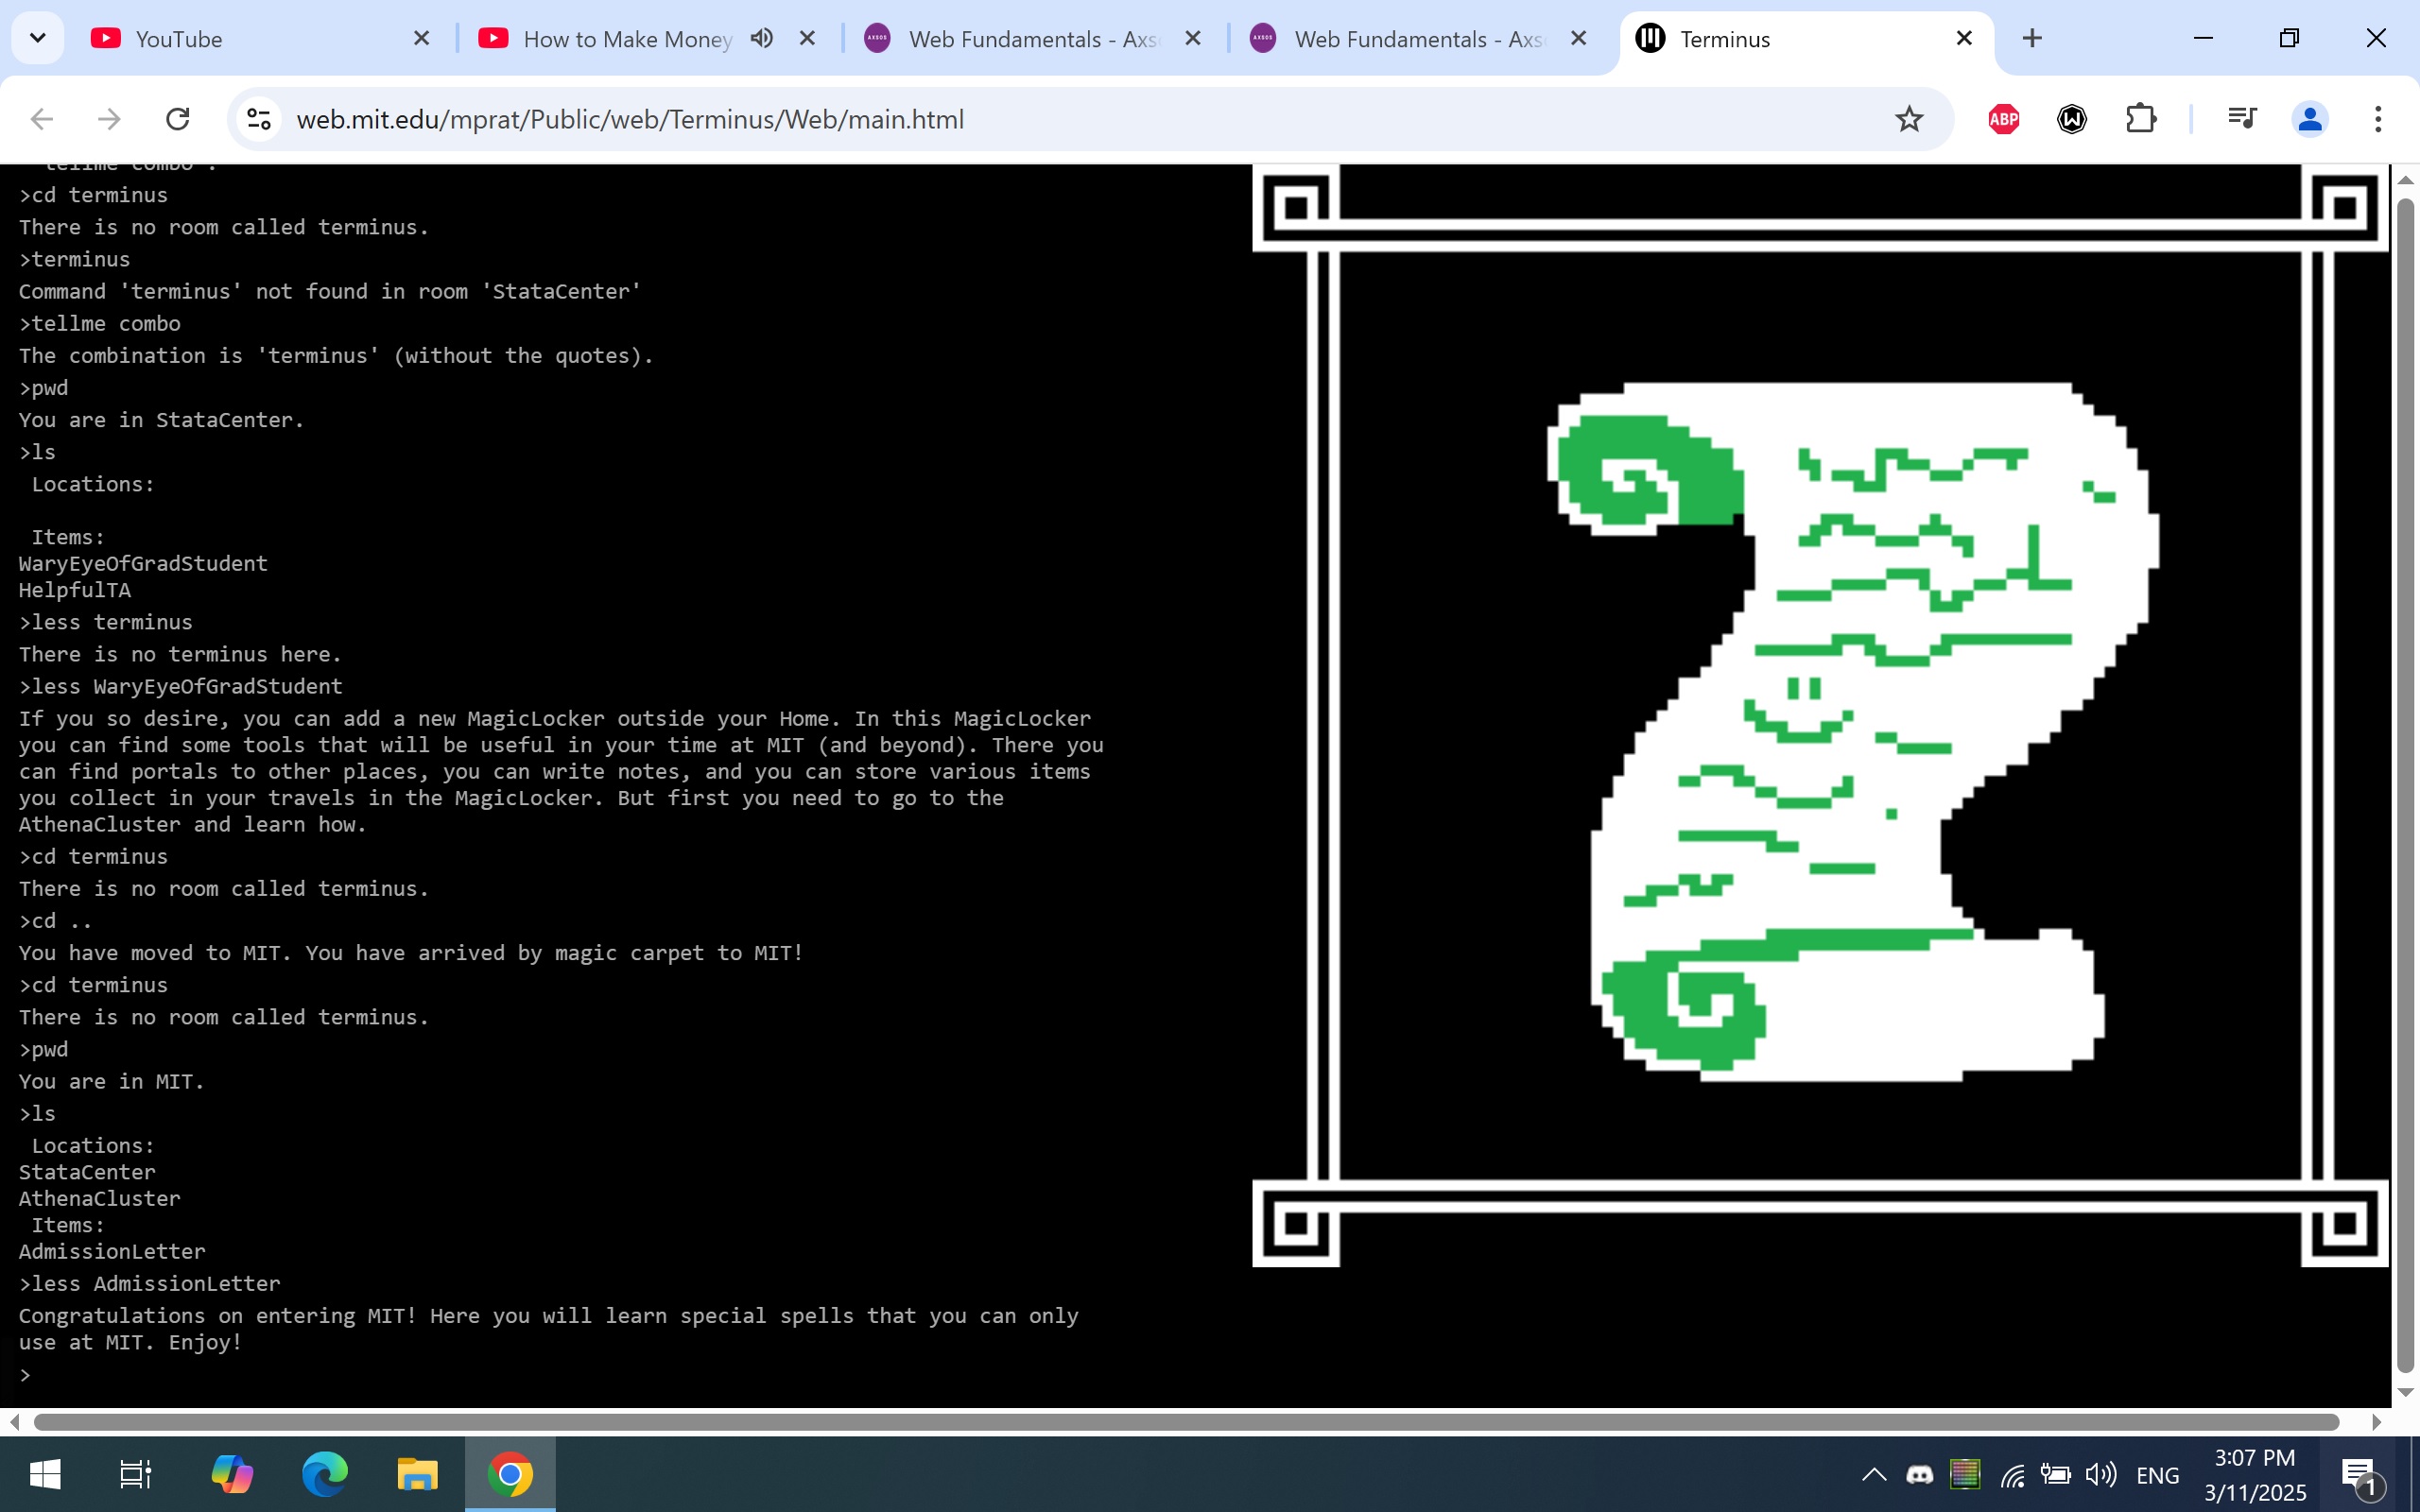 YouTube
How to Make Money
Web Fundamentals - Axs
Web Fundamentals - Axs
Terminus
web.mit.edu/mprat/Public/web/Terminus/Web/main.html
ABP
tellme combo .
>cd terminus
There is no room called terminus.
>terminus
Command 'terminus' not found in room 'StataCenter'
>tellme combo
The combination is 'terminus' (without the quotes).
>pwd
You are in StataCenter.
>ls
Locations:
Items:
WaryEyeOfGradStudent
HelpfulTA
>less terminus
There is no terminus here.
>less WaryEyeOfGradStudent
If you so desire, you can add a new MagicLocker outside your Home. In this MagicLocker
you can find some tools that will be useful in your time at MIT (and beyond). There you
can find portals to other places, you can write notes, and you can store various items
you collect in your travels in the MagicLocker. But first you need to go to the
AthenaCluster and learn how.
>cd terminus
There is no room called terminus.
>cd ..
You have moved to MIT. You have arrived by magic carpet to MIT!
>cd terminus
There is no room called terminus.
>pwd
You are in MIT.
>ls
Locations:
StataCenter
AthenaCluster
Items:
AdmissionLetter
>less AdmissionLetter
Congratulations on entering MIT! Here you will learn special spells that you can only
use at MIT. Enjoy!
>
ENG
3:07 PM
3/11/2025
1